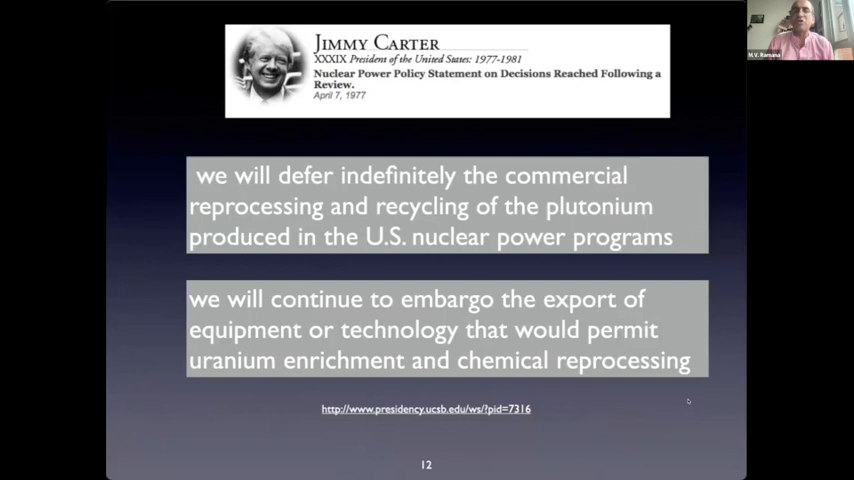 JIMMY CARTER
XXXIX President of the United States: 1977-1981
Nuclear Power Policy Statement on Decisions Reached Following a
Review.
April 7, 1977
we will defer indefinitely the commercial
reprocessing and recycling of the plutonium
produced in the U.S. nuclear power programs
we will continue to embargo the export of
equipment or technology that would permit
uranium enrichment and chemical reprocessing
http://www.presidency.ucsb.edu/ws/?pid=7316
12
M.V. Ramana